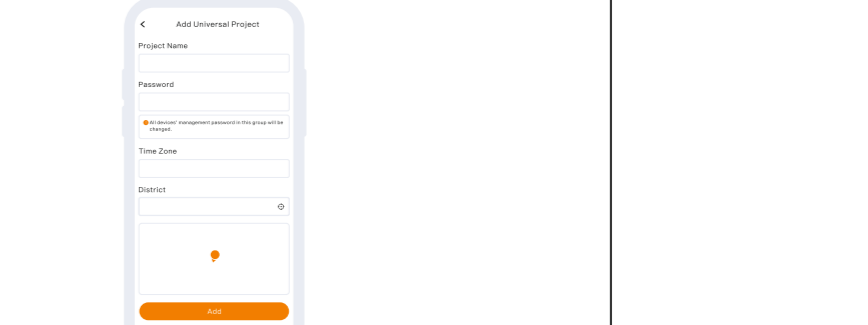 Add Universal Project
Project Name
Password
All devices' management password in this group will be
changed.
Time Zone
District
Add